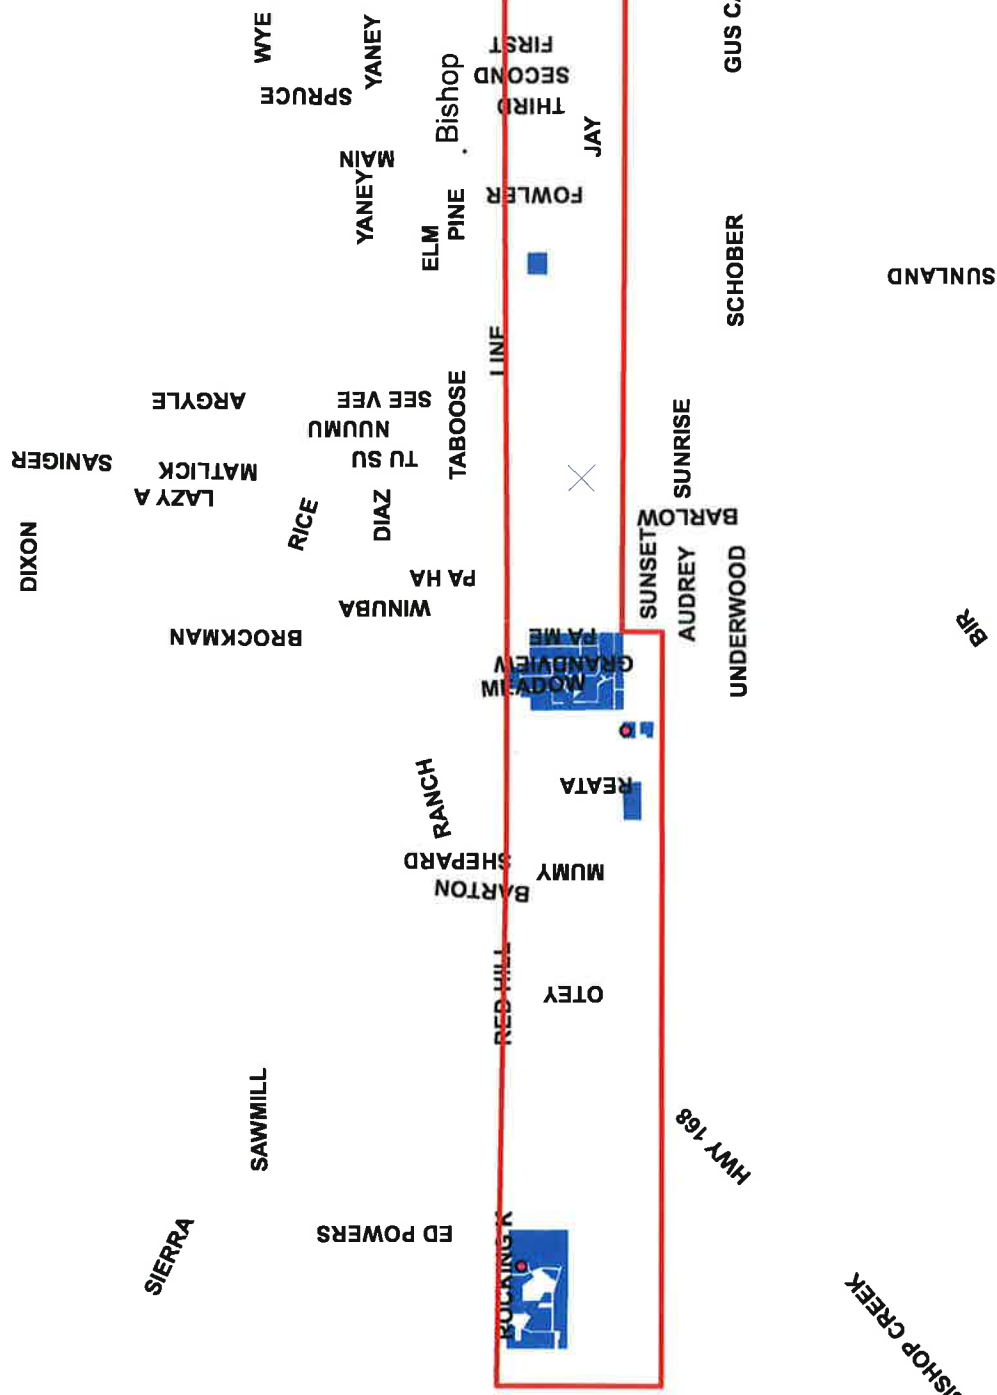 WYE
YANEY
SPRUCE
Bishop
FIRST
SECOND
THIRD
JAY
MAIN
YANEY
ELM
PINE
FOWLER
SCHOBER
SUNLAND
LINE
ARGYLE
SEE VEE
NUUMU
TU SU
TABOOSE
SANIGER
MATLICK
LAZY A
RICE
DIAZ
DIXON
SUNRISE
BARLOW
SUNSET
AUDREY
UNDERWOOD
PA HA
WINUBA
BROCKMAN
PA ME
GRANDVIEW
MEADOW
BIR
RANCH
REATA
SHEPARD
MUMY
BARTON
RED HILL
OTEY
SAWMILL
HWY 168
SIERRA
ED POWERS
ROCKING K
GUS CA
BISHOP CREEK